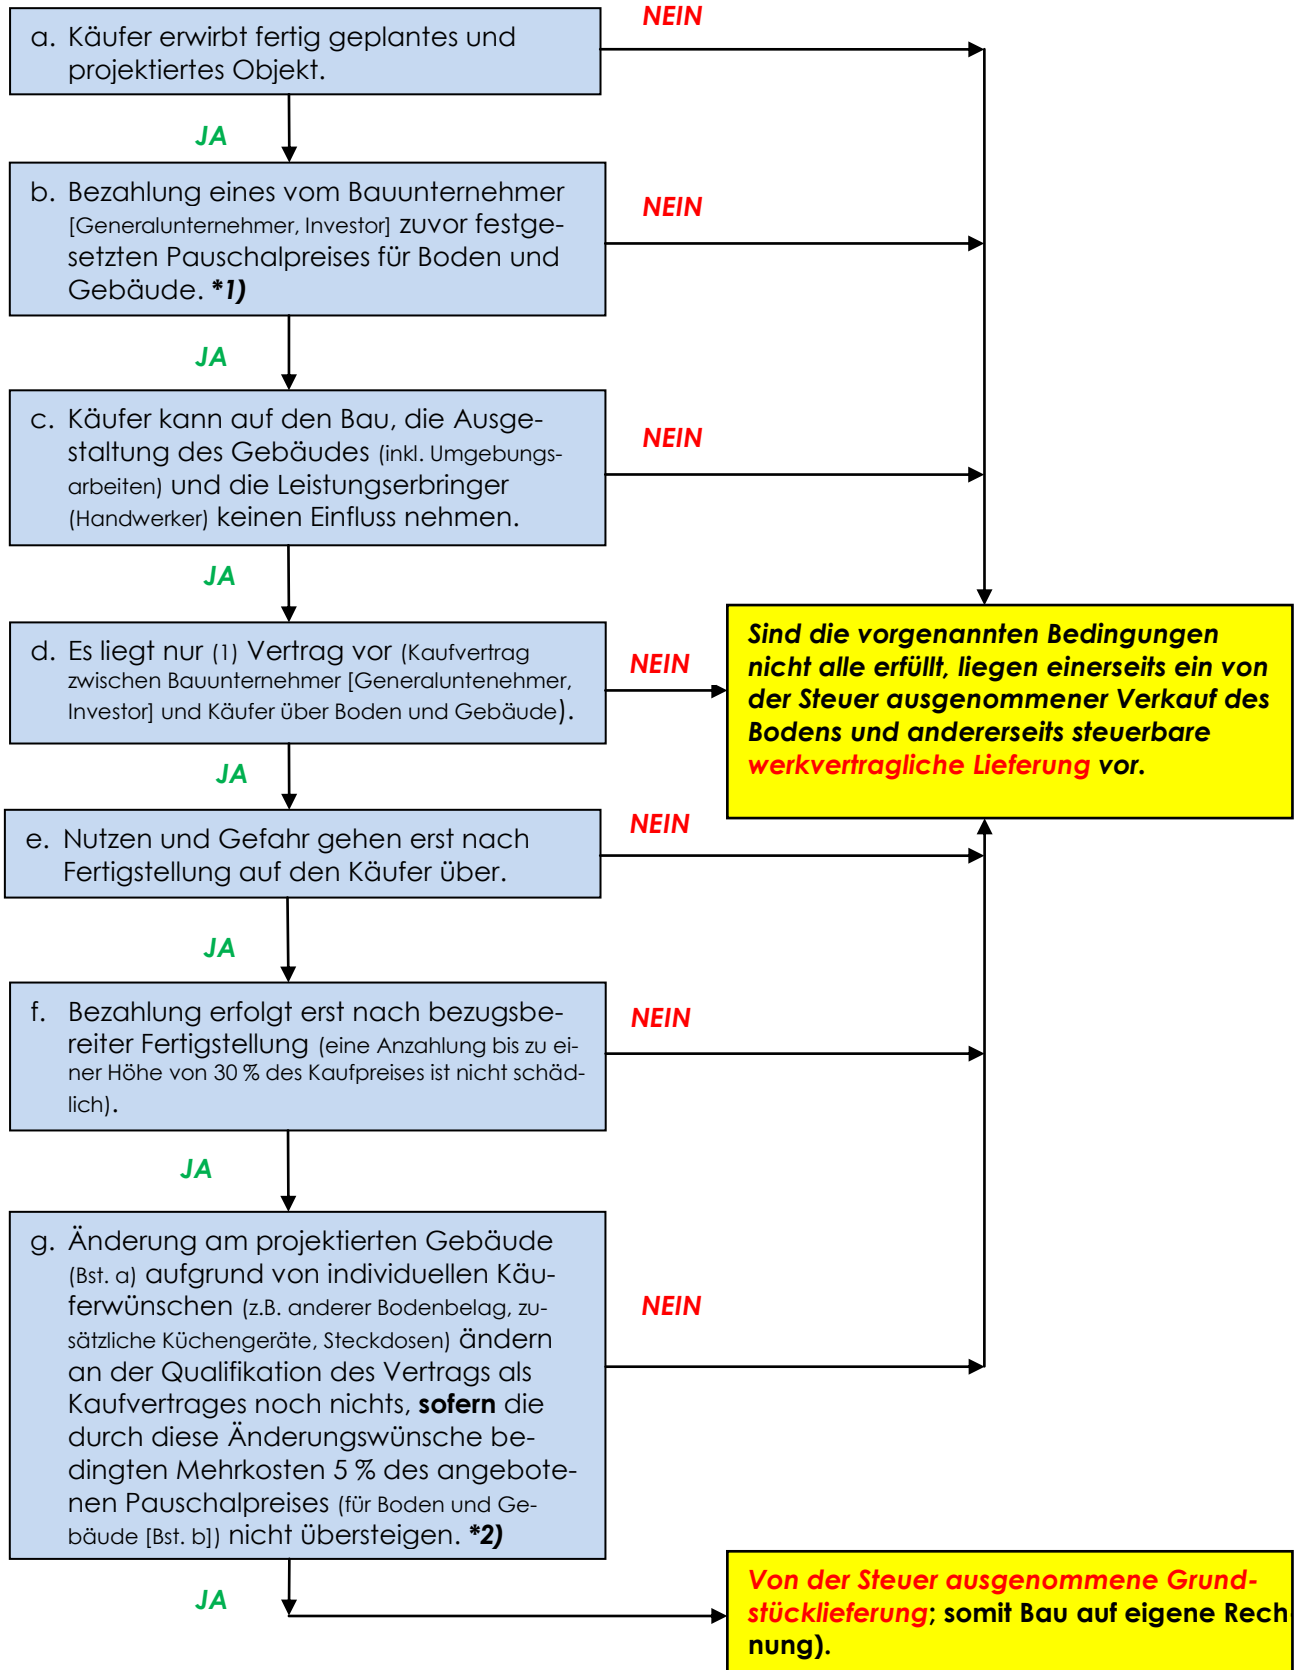 NEIN
a. Käufer erwirbt fertig geplantes und
projektiertes Objekt.
JA
b. Bezahlung eines vom Bauunternehmer
[Generalunternehmer, Investor] zuvor festge-
setzten Pauschalpreises für Boden und
Gebäude. *1)
NEIN
JA
c. Käufer kann auf den Bau, die Ausge-
staltung des Gebäudes (inkl. Umgebungs-
arbeiten) und die Leistungserbringer
(Handwerker) keinen Einfluss nehmen.
NEIN
JA
d. Es liegt nur (1) Vertrag vor (Kaufvertrag
zwischen Bauunternehmer [Generaluntenehmer,
Investor] und Käufer über Boden und Gebäude).
NEIN
Sind die vorgenannten Bedingungen
nicht alle erfüllt, liegen einerseits ein von
der Steuer ausgenommener Verkauf des
Bodens und andererseits steuerbare
werkvertragliche Lieferung vor.
JA
e. Nutzen und Gefahr gehen erst nach
Fertigstellung auf den Käufer über.
NEIN
JA
f. Bezahlung erfolgt erst nach bezugsbe-
reiter Fertigstellung (eine Anzahlung bis zu ei-
ner Höhe von 30 % des Kaufpreises ist nicht schäd-
lich).
NEIN
JA
g. Änderung am projektierten Gebäude
(Bst. a) aufgrund von individuellen Käu-
ferwünschen (z.B. anderer Bodenbelag, zu-
sätzliche Küchengeräte, Steckdosen) ändern
an der Qualifikation des Vertrags als
Kaufvertrages noch nichts, sofern die
durch diese Änderungswünsche be-
dingten Mehrkosten 5 % des angebote-
nen Pauschalpreises (für Boden und Ge-
bäude [Bst. b]) nicht übersteigen. *2)
NEIN
JA
Von der Steuer ausgenommene Grund-
stücklieferung; somit Bau auf eigene Rech-
nung).